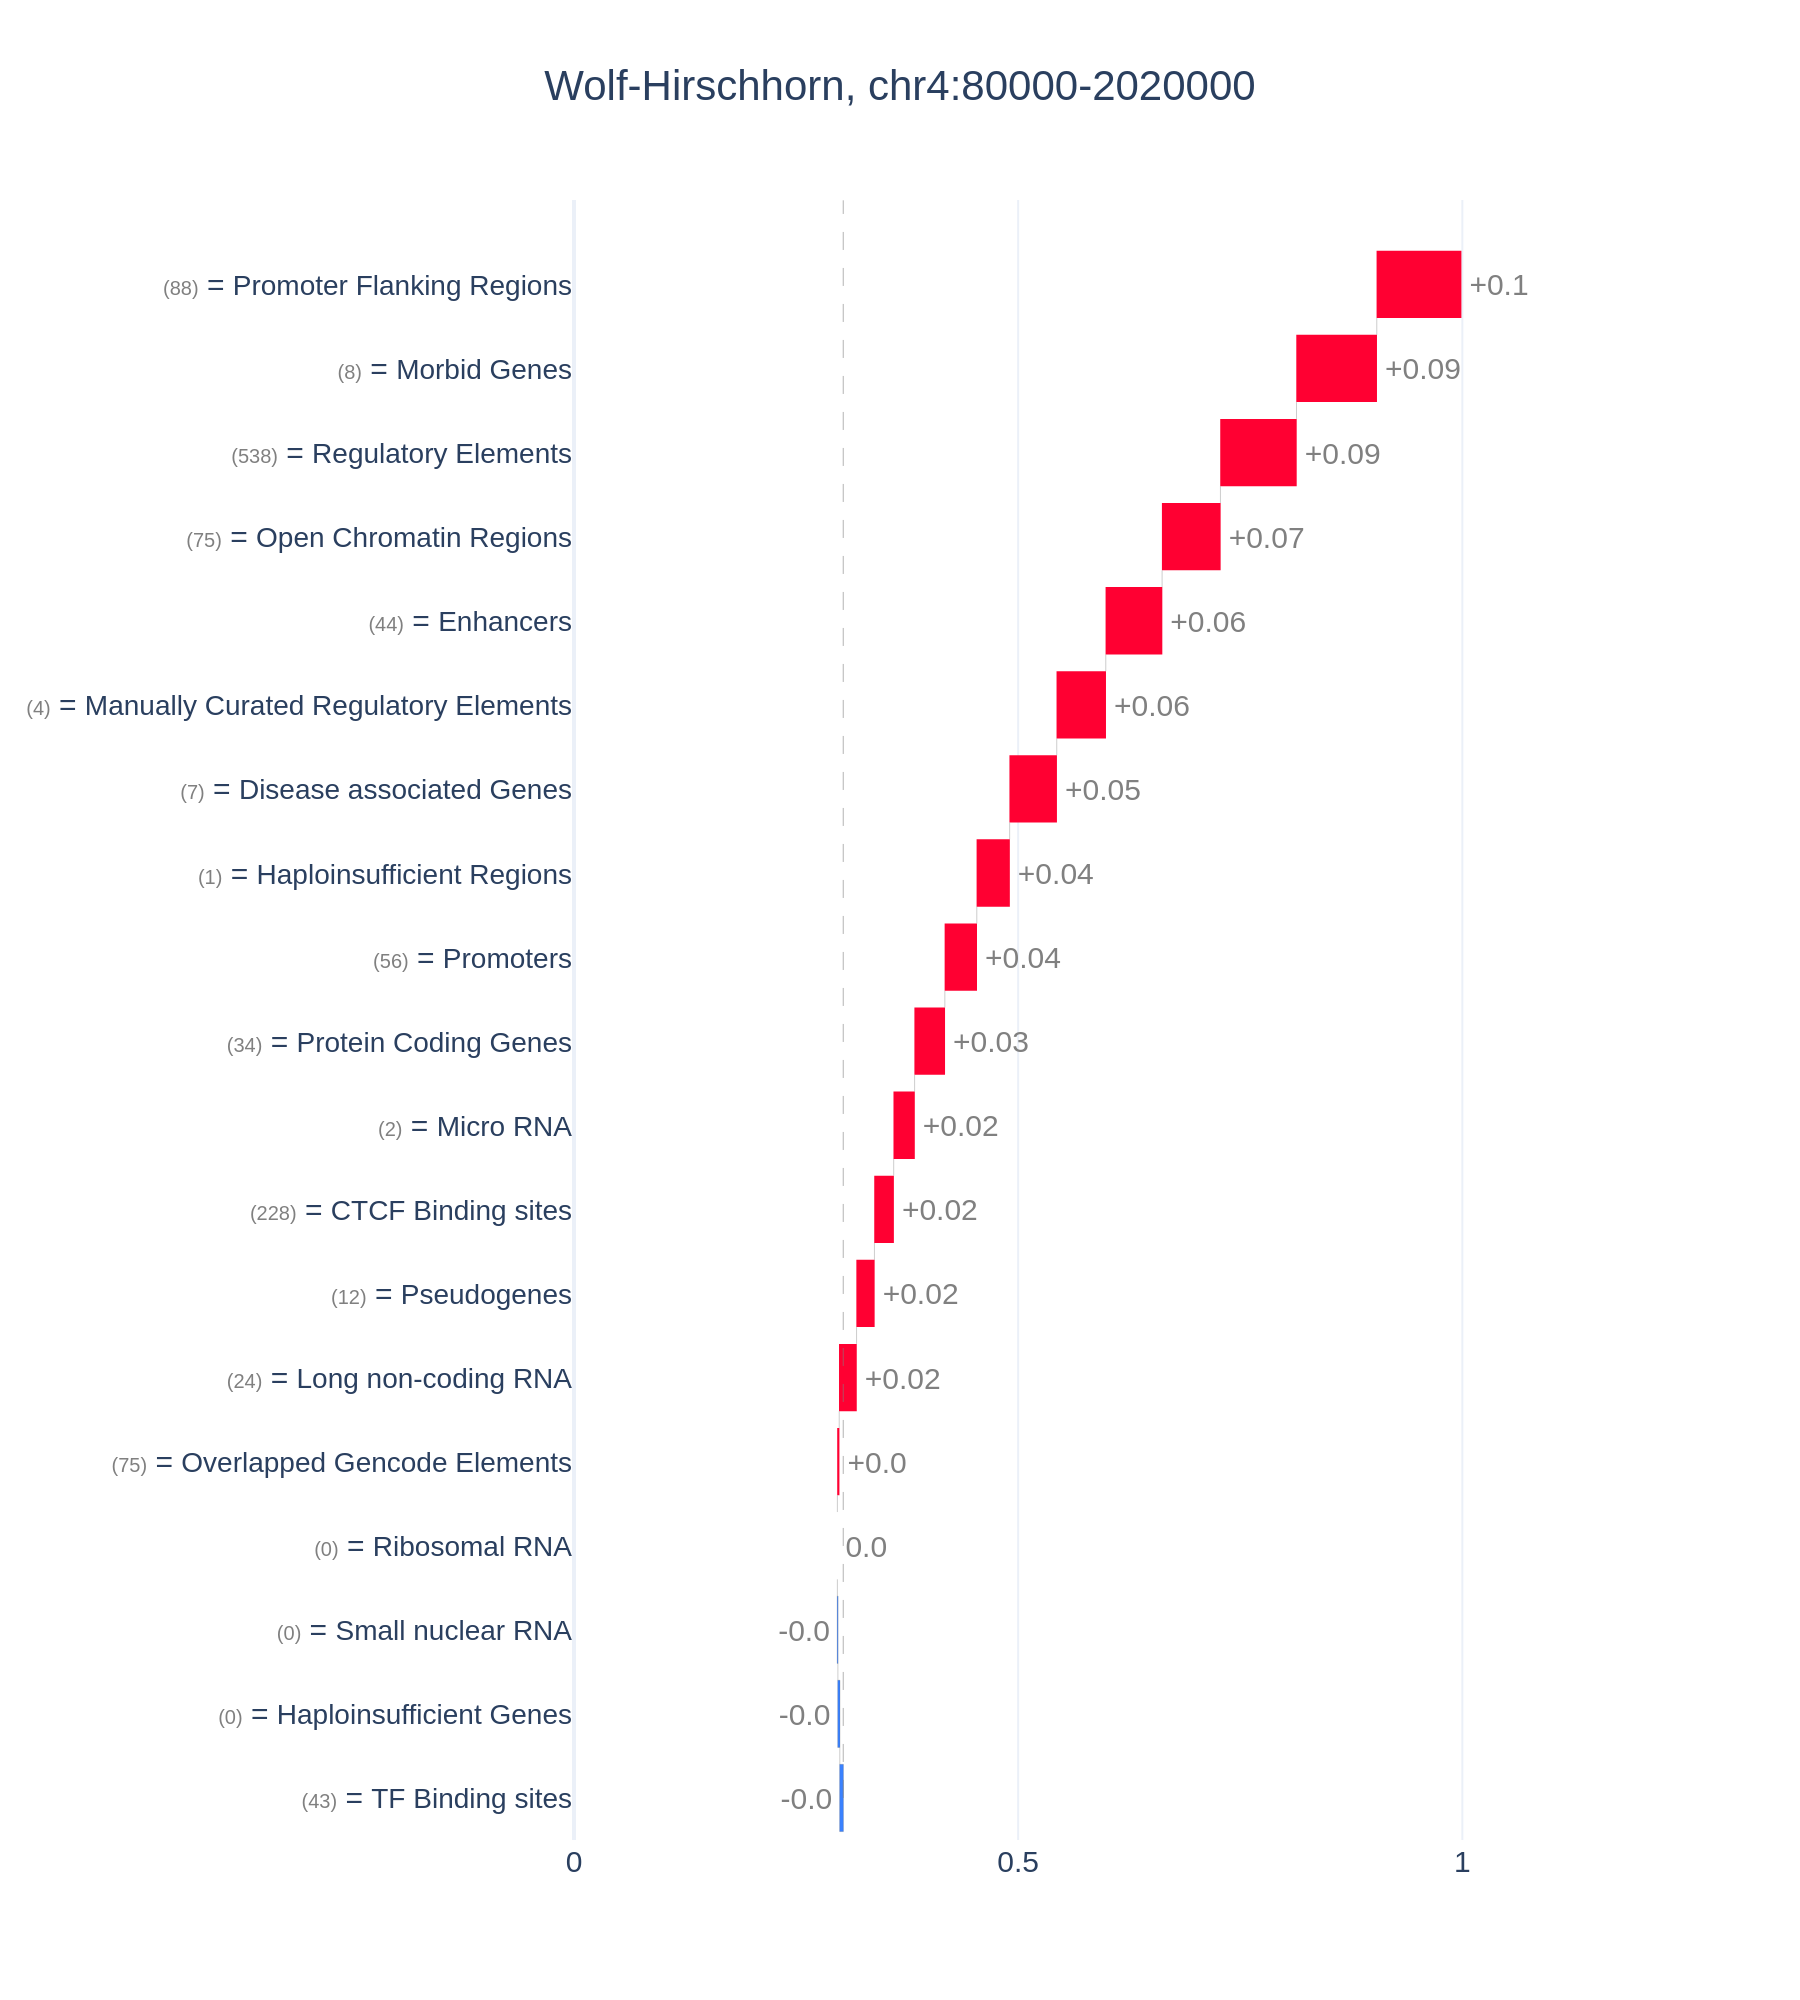 Wolf-Hirschhorn, chr4:80000-2020000
(88) = Promoter Flanking Regions +0.1
(8) = Morbid Genes +0.09
(538) = Regulatory Elements +0.09
(75) = Open Chromatin Regions +0.07
(44) = Enhancers +0.06
(4) = Manually Curated Regulatory Elements +0.06
(7) = Disease associated Genes +0.05
(1) = Haploinsufficient Regions +0.04
(56) = Promoters +0.04
(34) = Protein Coding Genes +0.03
(2) = Micro RNA +0.02
(228) = CTCF Binding sites +0.02
(12) = Pseudogenes +0.02
(24) = Long non-coding RNA +0.02
(75) = Overlapped Gencode Elements +0.0
(0) = Ribosomal RNA 0.0
(0) = Small nuclear RNA -0.0
(0) = Haploinsufficient Genes -0.0
(43) = TF Binding sites -0.0
0 0.5 1